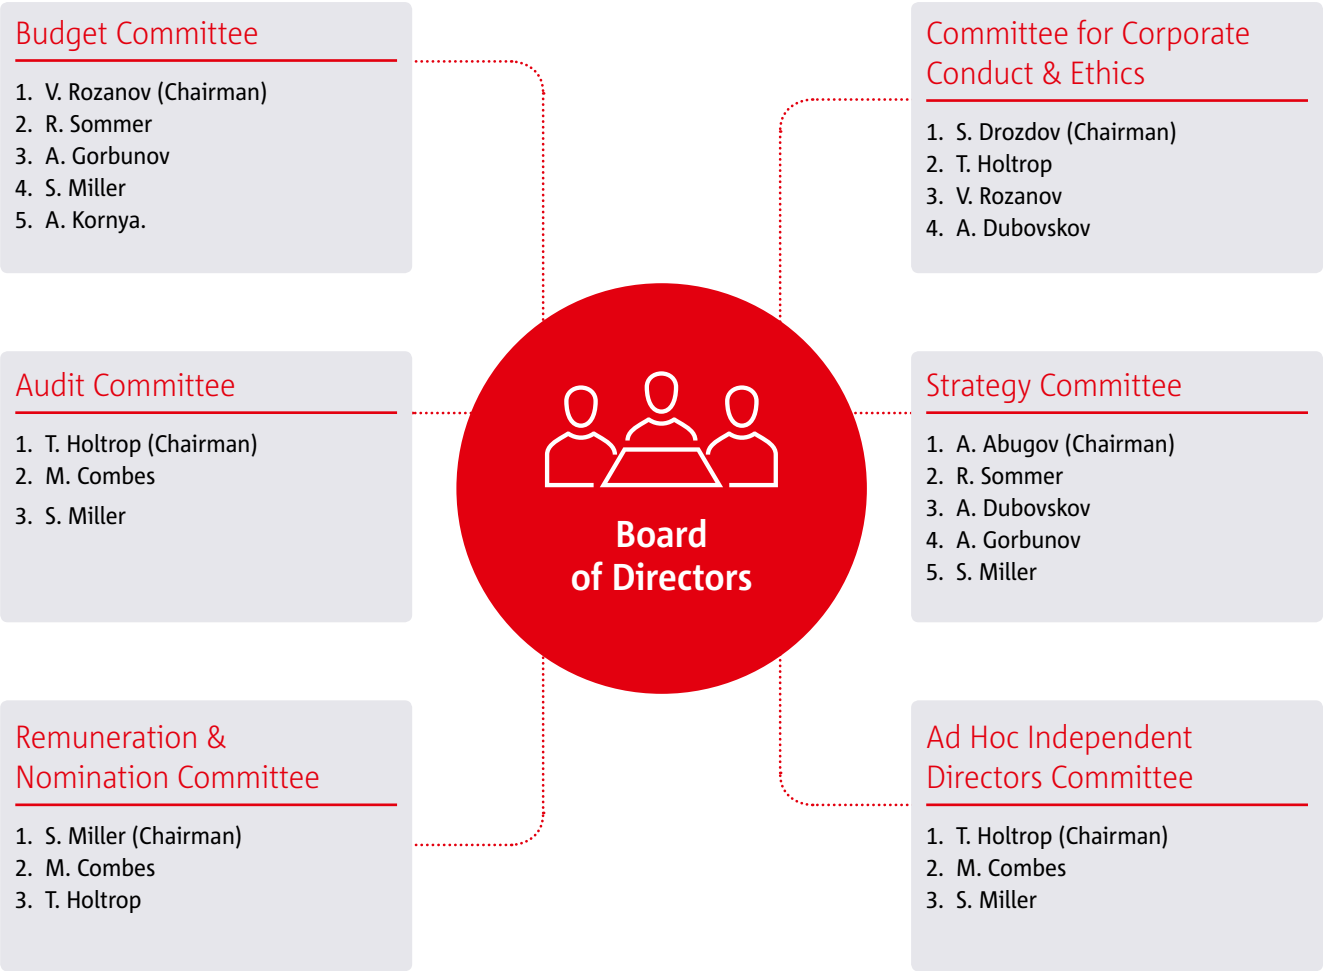 Budget Committee
1. V. Rozanov (Chairman)
2. R. Sommer
3. A. Gorbunov
4. S. Miller
5. A. Kornya.
Committee for Corporate
Conduct & Ethics
1. S. Drozdov (Chairman)
2. T. Holtrop
3. V. Rozanov
4. A. Dubovskov
Audit Committee
1. T. Holtrop (Chairman)
2. M. Combes
3. S. Miller
Board
of Directors
Strategy Committee
1. A. Abugov (Chairman)
2. R. Sommer
3. A. Dubovskov
4. A. Gorbunov
5. S. Miller
Remuneration &
Nomination Committee
1. S. Miller (Chairman)
2. M. Combes
3. T. Holtrop
Ad Hoc Independent
Directors Committee
1. T. Holtrop (Chairman)
2. M. Combes
3. S. Miller